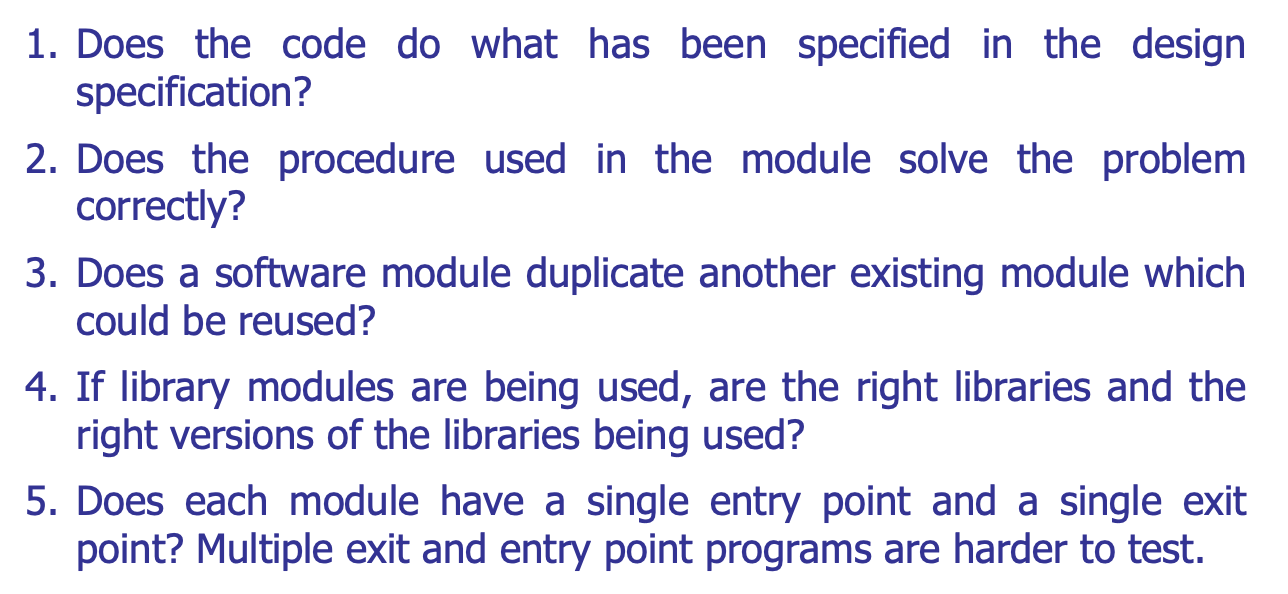 1. Does the code do what has been specified in the design
specification?
2. Does the procedure used in the module solve the problem
correctly?
3. Does a software module duplicate another existing module which
could be reused?
4. If library modules are being used, are the right libraries and the
right versions of the libraries being used?
5. Does each module have a single entry point and a single exit
point? Multiple exit and entry point programs are harder to test.